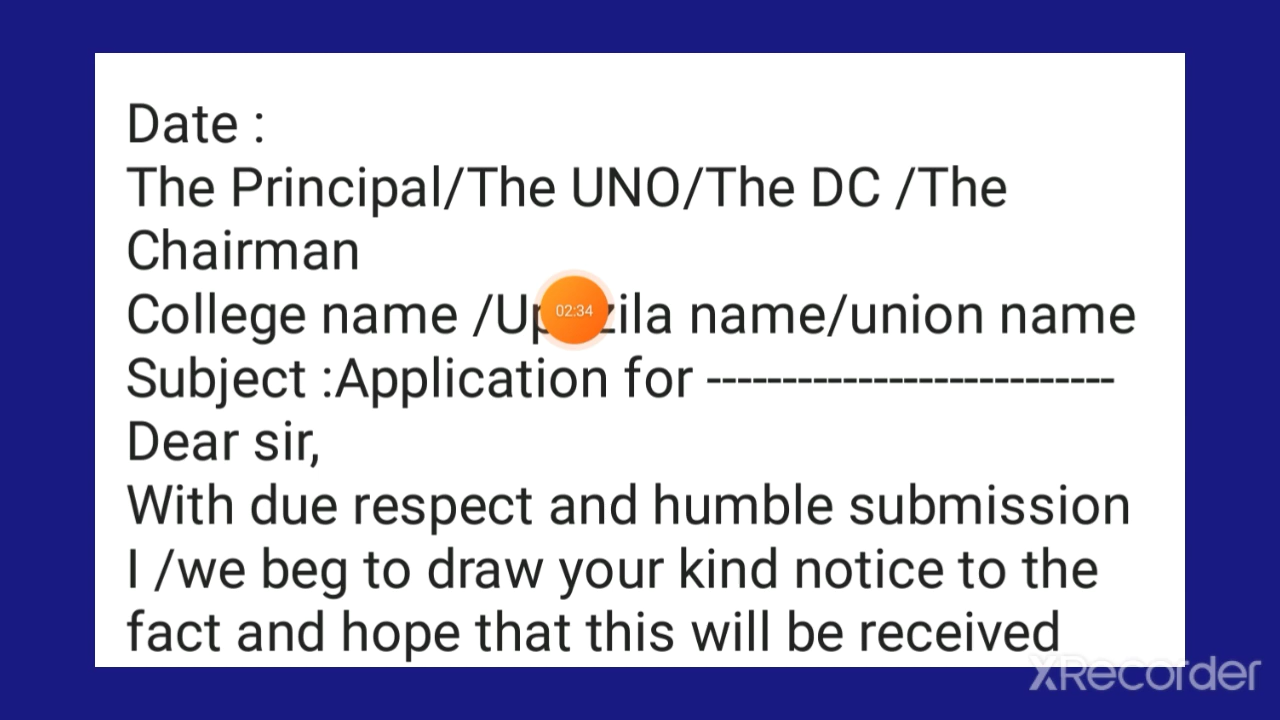 Date :
The Principal/The UNO/The DC /The
Chairman
College name / name/union name
02:34
Subject :Application for ---------------------------
Dear sir,
With due respect and humble submission
I /we beg to draw your kind notice to the
fact and hope that this will be received
XRecorder